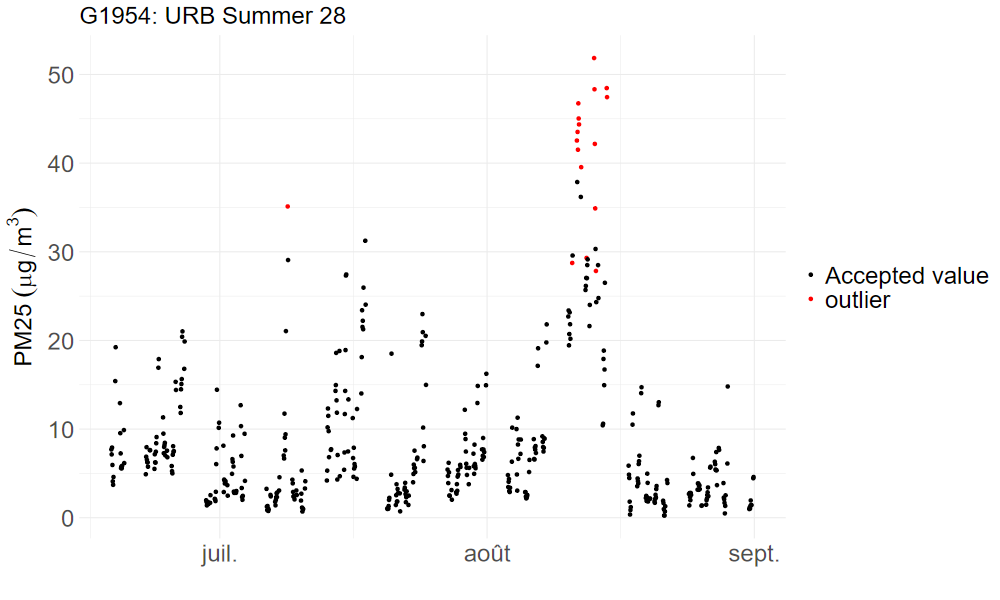 G1954: URB Summer 28
PM25 (μg/m³)
50
40
30
20
10
0
juil.
août
sept.
Accepted value
outlier